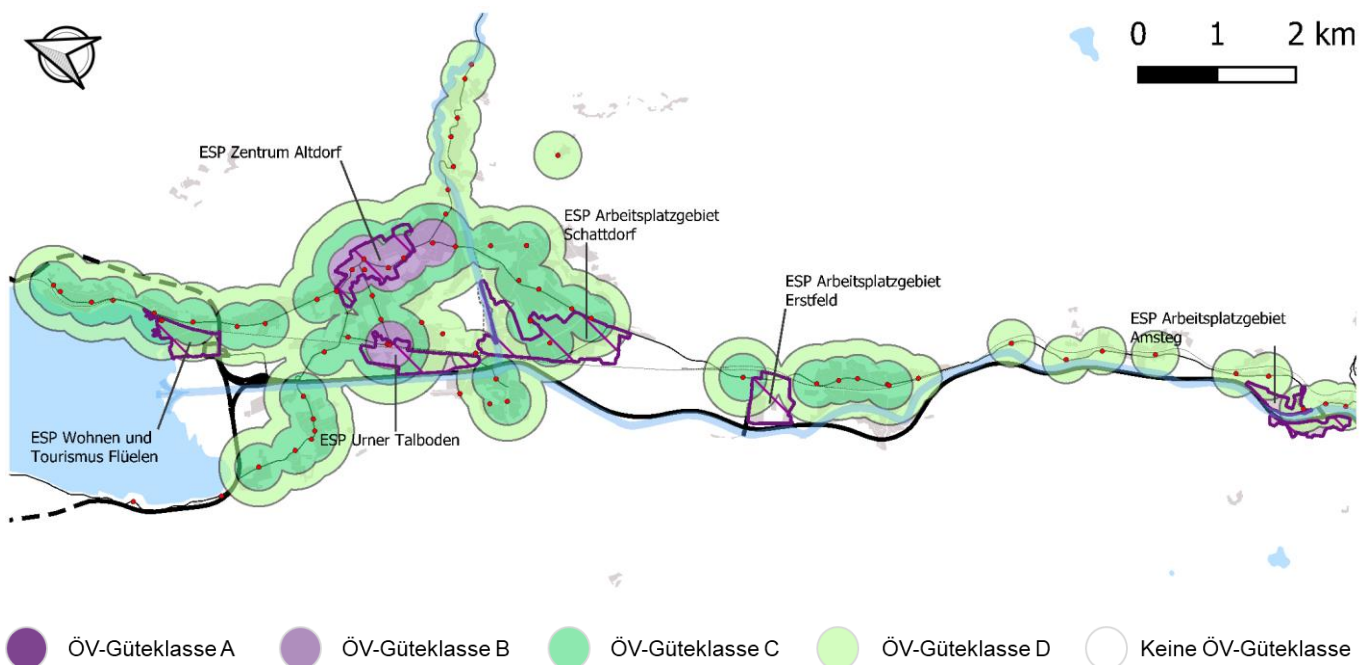 0 1 2 km
ESP Zentrum Altdorf
ESP Arbeitsplatzgebiet
Schattdorf
ESP Arbeitsplatzgebiet
Erstfeld
ESP Arbeitsplatzgebiet
Amsteg
ESP Wohnen und
Tourismus Flüelen
ESP Urner Talboden
ÖV-Güteklasse A
ÖV-Güteklasse B
ÖV-Güteklasse C
ÖV-Güteklasse D
Keine ÖV-Güteklasse